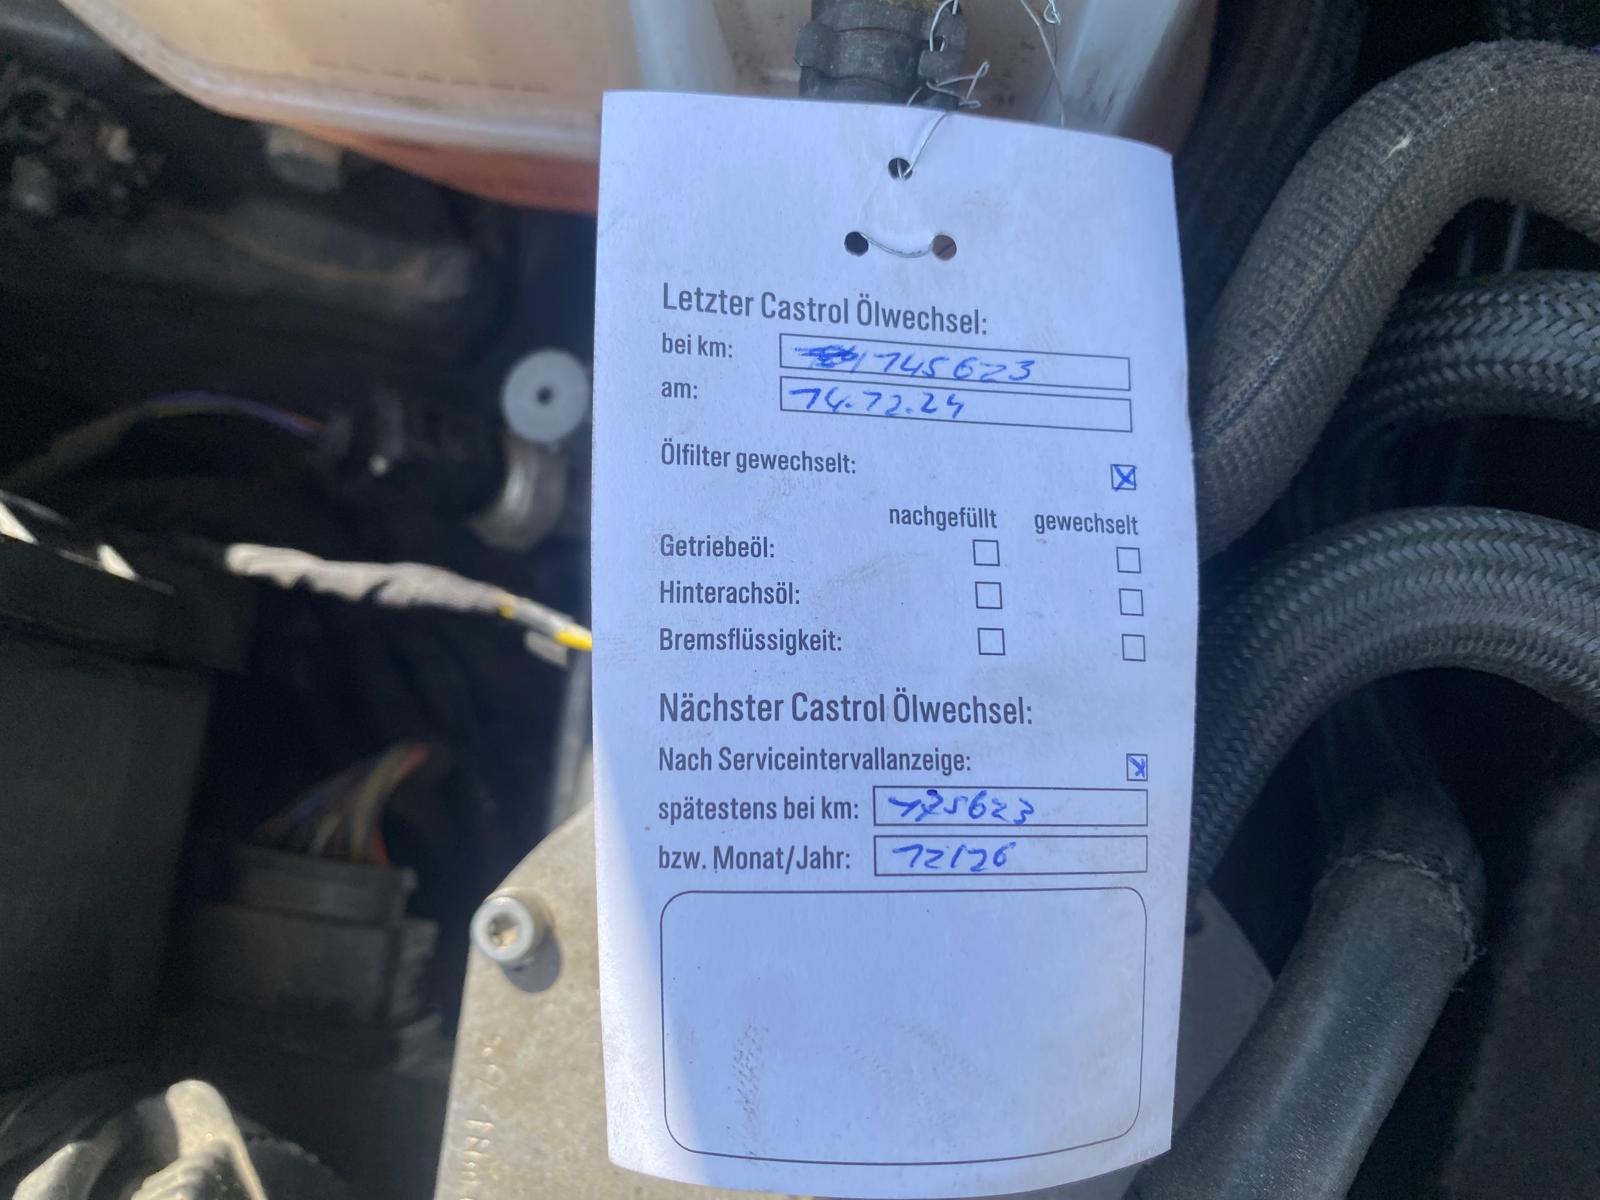 Letzter Castrol Ölwechsel:
bei km: 145623
am: 14.12.24
Ölfilter gewechselt: ☒
nachgefüllt gewechselt
Getriebeöl: ☐ ☐
Hinterachsöl: ☐ ☐
Bremsflüssigkeit: ☐ ☐
Nächster Castrol Ölwechsel:
Nach Serviceintervallanzeige: ☒
spätestens bei km: 175623
bzw. Monat/Jahr: 12/26